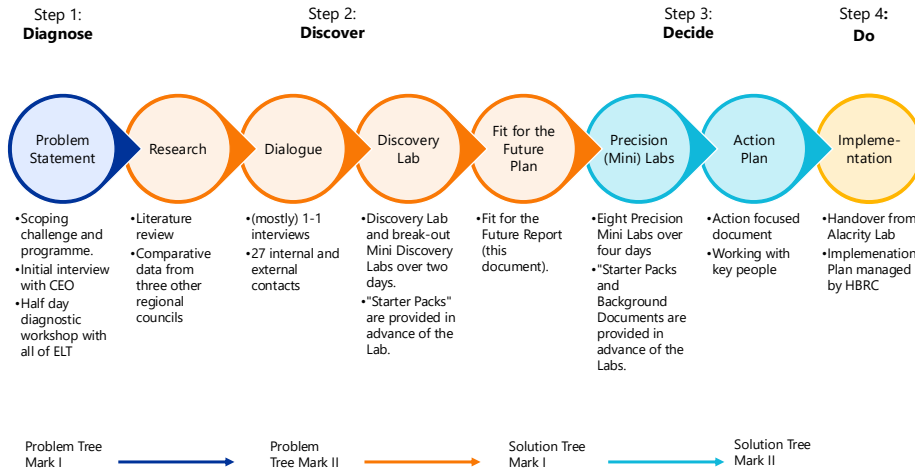 Step 1:
Diagnose
Step 2:
Discover
Step 3:
Decide
Step 4:
Do
Problem
Statement
Research
Dialogue
Discovery
Lab
Fit for the
Future
Plan
Precision
(Mini) Labs
Action
Plan
Impleme-
ntation
•Scoping
challenge and
programme.
•Initial interview
with CEO
•Half day
diagnostic
workshop with
all of ELT
•Literature
review
•Comparative
data from
three other
regional
councils
•(mostly) 1-1
interviews
•27 internal and
external
contacts
•Discovery Lab
and break-out
Mini Discovery
Labs over two
days.
•"Starter Packs"
are provided in
advance of the
Lab.
•Fit for the
Future Report
(this
document).
•Eight Precision
Mini Labs over
four days
•"Starter Packs
and
Background
Documents are
provided in
advance of the
Labs.
•Action focused
document
•Working with
key people
•Handover from
Alacrity Lab
•Implemenation
Plan managed
by HBRC
Problem Tree
Mark I
Problem
Tree Mark II
Solution Tree
Mark I
Solution Tree
Mark II